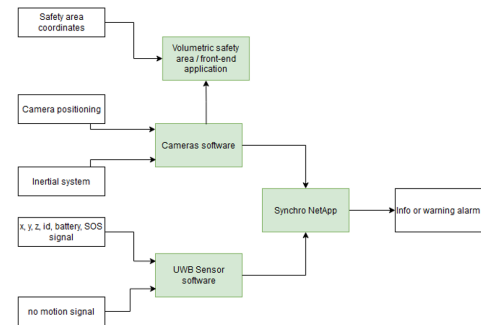 Safety area
coordinates
Volumetric safety
area / front-end
application
Camera positioning
Cameras software
Inertial system
x, y, z, id, battery, SOS
signal
Synchro NetApp
Info or warning alarm
UWB Sensor
software
no motion signal